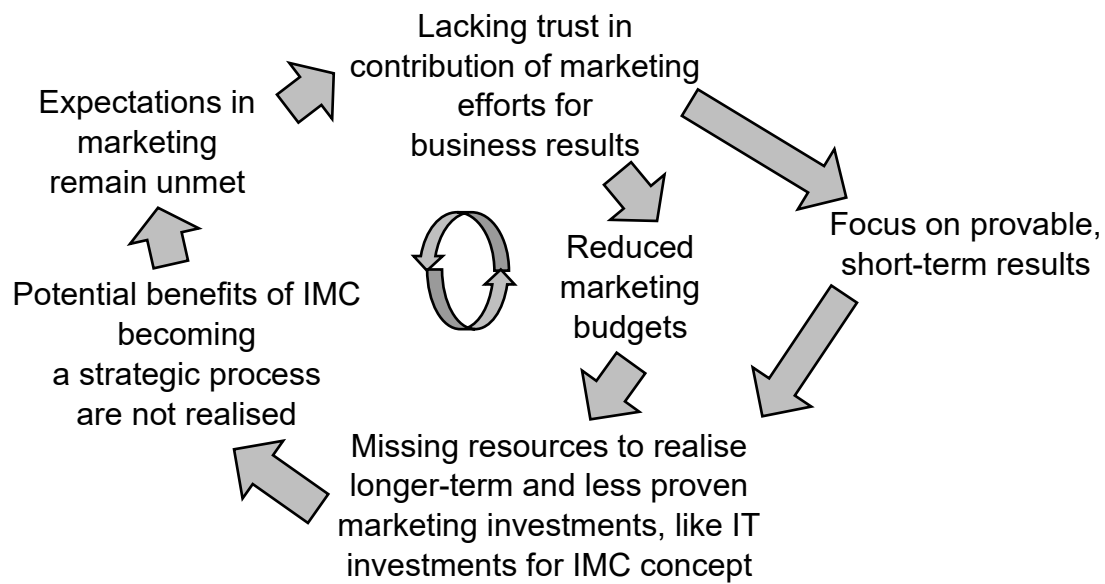 Lacking trust in
contribution of marketing
efforts for
business results
Focus on provable,
short-term results
Reduced
marketing
budgets
Missing resources to realise
longer-term and less proven
marketing investments, like IT
investments for IMC concept
Potential benefits of IMC
becoming
a strategic process
are not realised
Expectations in
marketing
remain unmet